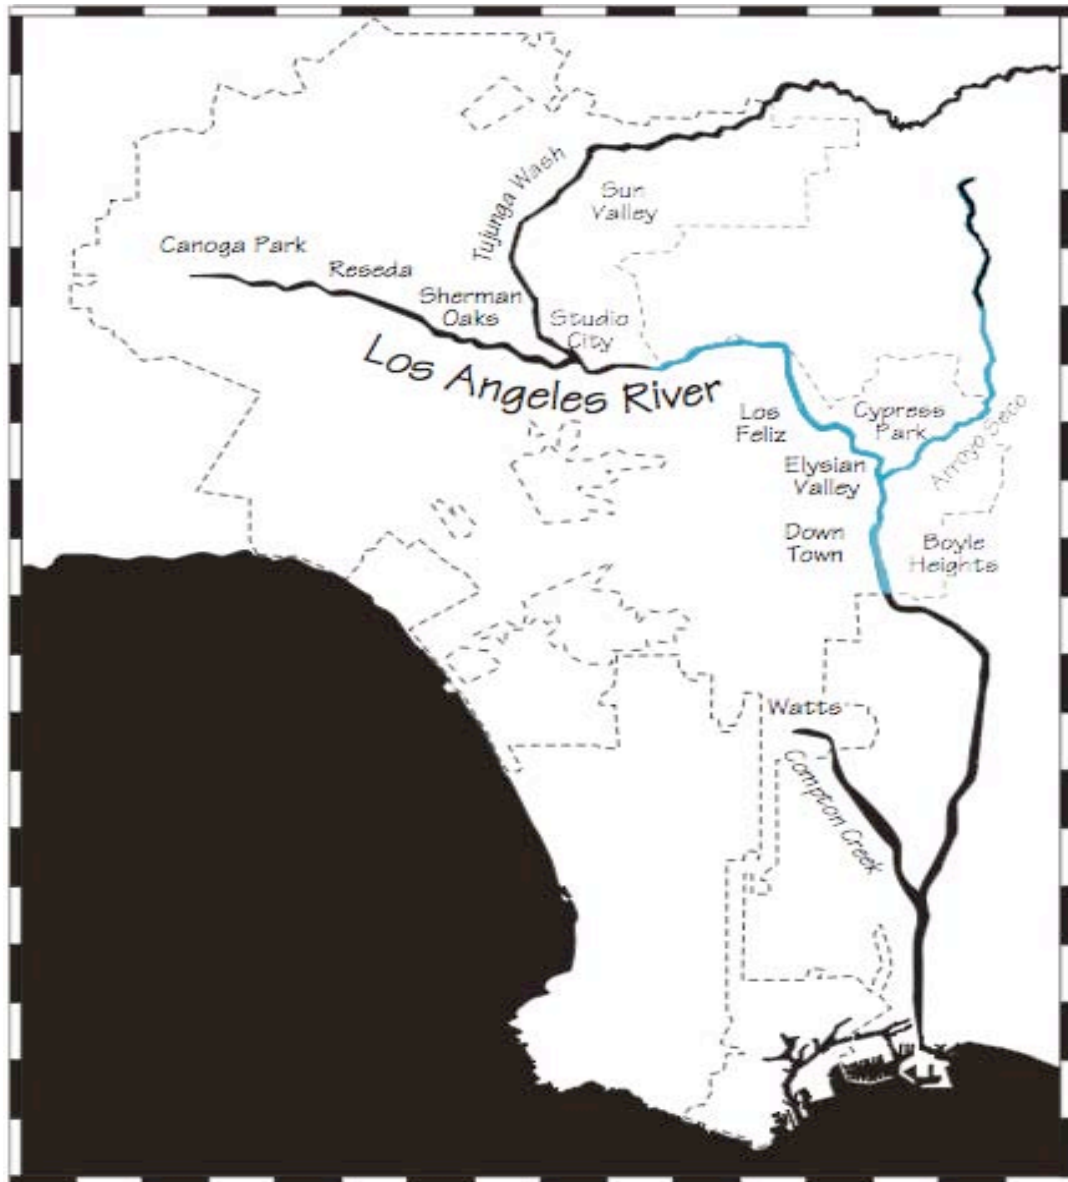 Tujunga Wash
Sun
Valley
Canoga Park
Reseda
Sherman
Oaks
Studio
City
Los Angeles River
Los
Feliz
Cypress
Park
Arroyo Seco
Elysian
Valley
Down
Town
Boyle
Heights
Watts
Compton Creek